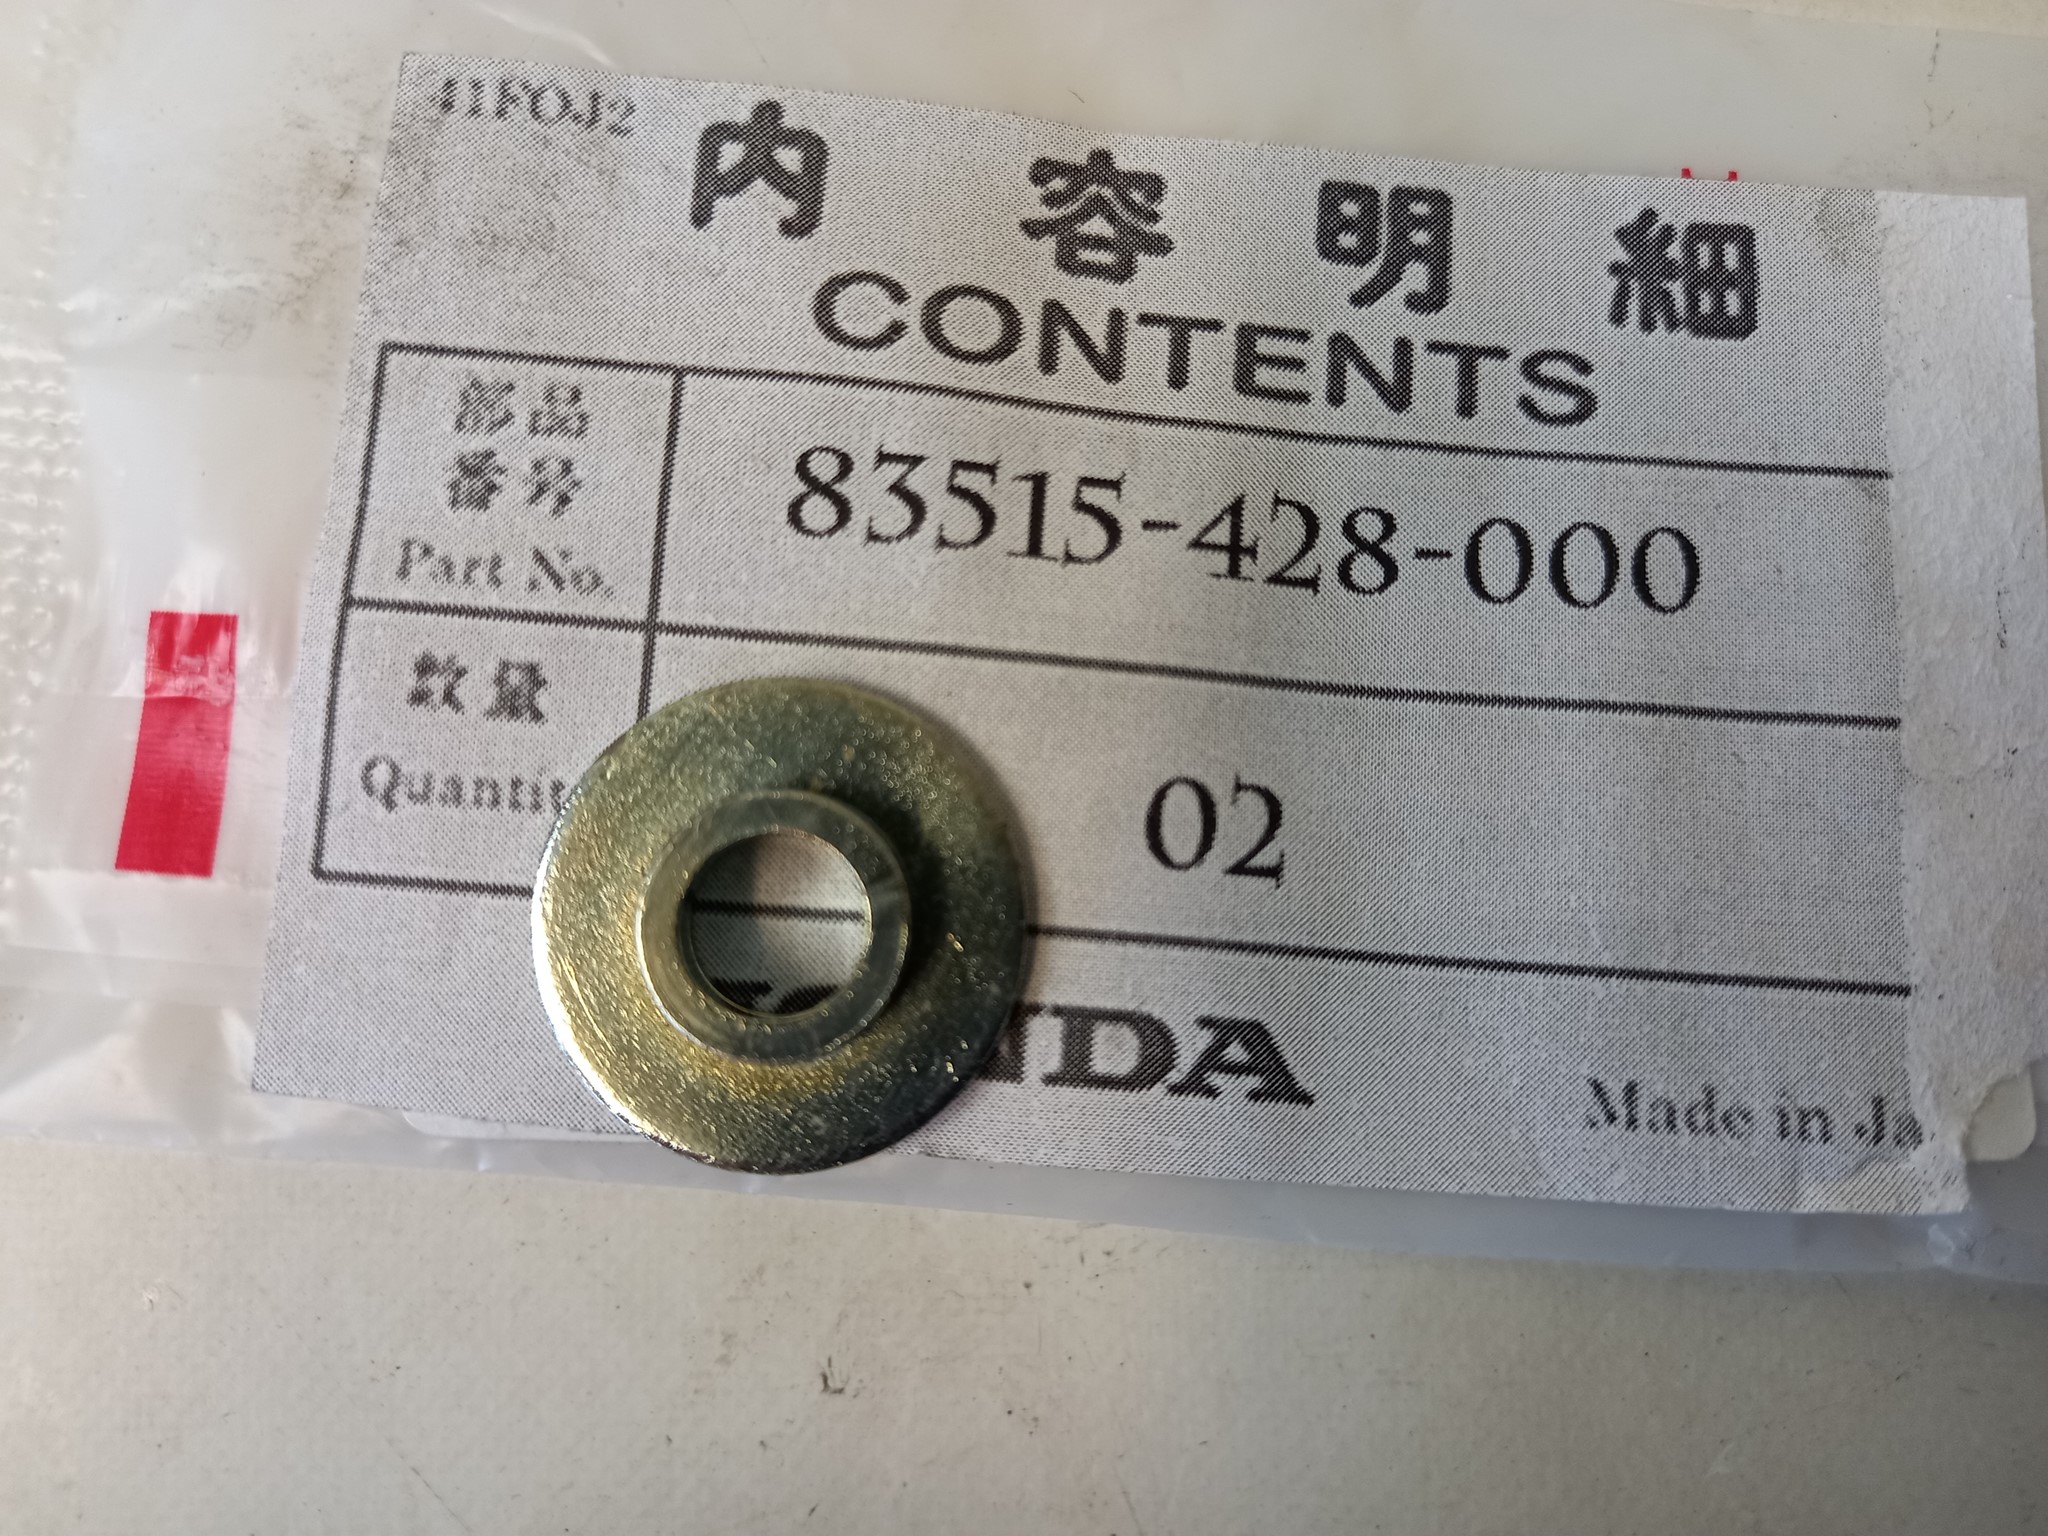 41FOJ2
内容明細
CONTENTS
部品
番号
Part No.
83515-428-000
数量
Quantit
02
NDA
Made in Ja